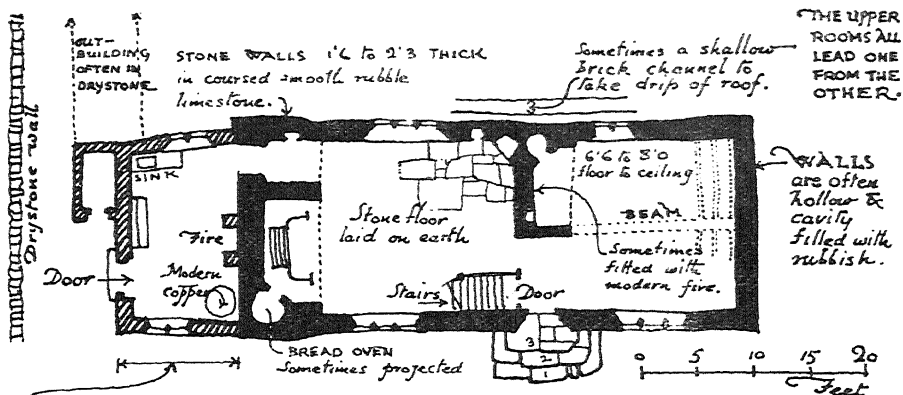 OUT-
BUILDING
OFTEN IN
DRYSTONE
STONE WALLS 1'6 to 2'3 THICK
in coursed smooth rubble
limestone.
Sometimes a shallow
brick channel to
take drip of roof.
THE UPPER
ROOMS ALL
LEAD ONE
FROM THE
OTHER.
Drystone wall
SINK
6'6 to 8'0
floor to ceiling
WALLS
are often
hollow &
cavity
filled with
rubbish.
BEAM
Stone floor
laid on earth
Fire
Sometimes
fitted with
modern fire.
Door
Modern
copper
Stairs
Door
3
2
1
BREAD OVEN
Sometimes projected
0 5 10 15 20
Feet